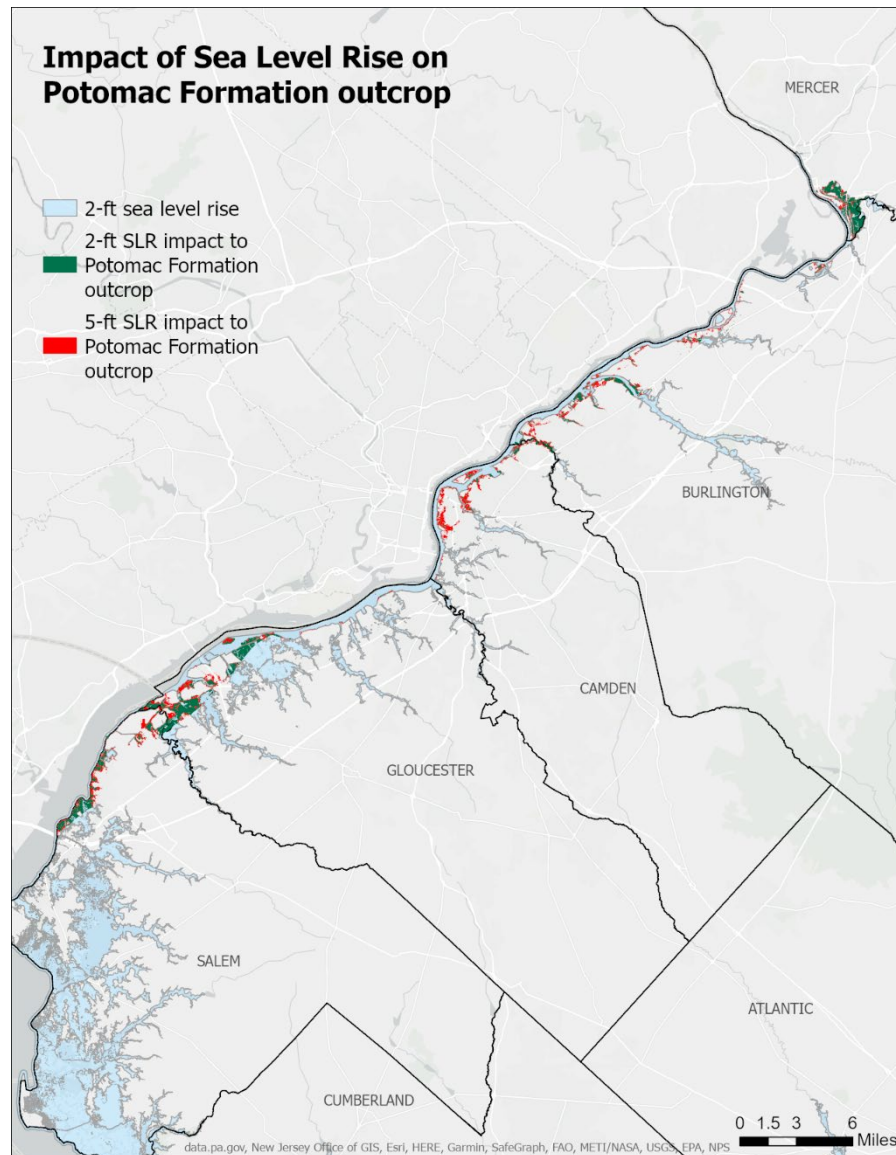 Impact of Sea Level Rise on
Potomac Formation outcrop
2-ft sea level rise
2-ft SLR impact to
Potomac Formation
outcrop
5-ft SLR impact to
Potomac Formation
outcrop
MERCER
BURLINGTON
CAMDEN
GLOUCESTER
SALEM
ATLANTIC
CUMBERLAND
0 1.5 3 6
Miles
data.pa.gov, New Jersey Office of GIS, Esri, HERE, Garmin, SafeGraph, FAO, METI/NASA, USGS, EPA, NPS